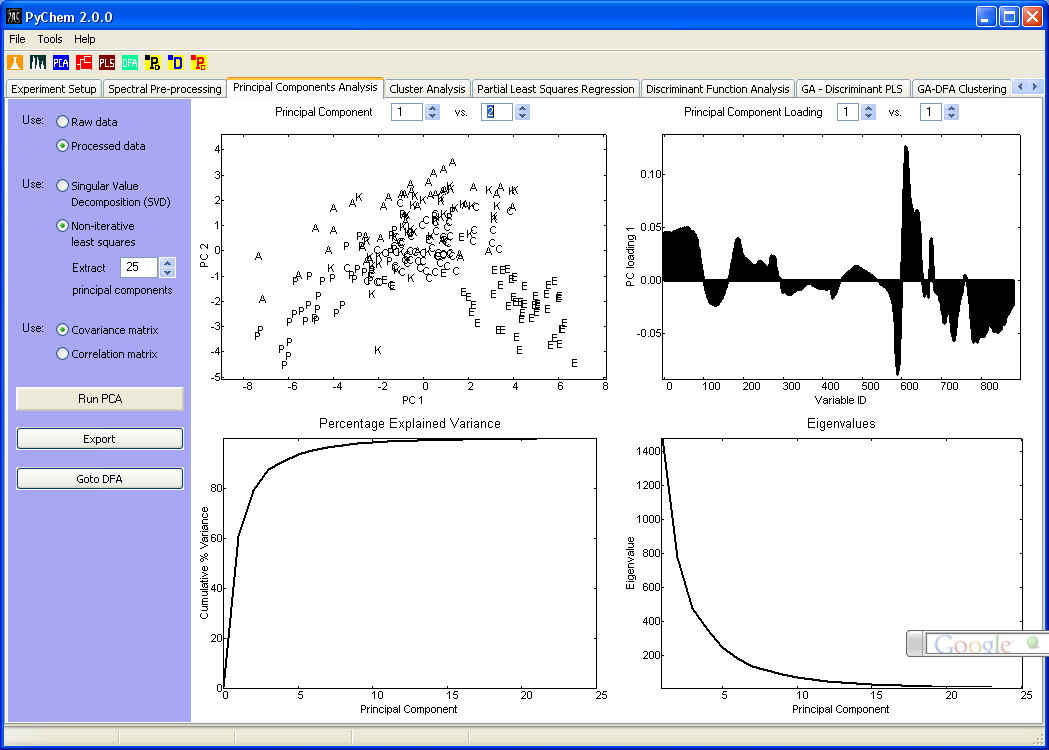 PyChem 2.0.0
File Tools Help
PCA PLS DFA P D P
Experiment Setup Spectral Pre-processing Principal Components Analysis Cluster Analysis Partial Least Squares Regression Discriminant Function Analysis GA - Discriminant PLS GA-DFA Clustering
Use: Raw data
Processed data
Use: Singular Value
Decomposition (SVD)
Non-iterative
least squares
Extract 25
principal components
Use: Covariance matrix
Correlation matrix
Run PCA
Export
Goto DFA
Principal Component 1 vs. 2
4
3
2
1
0
-1
-2
-3
-4
-5
PC 2
-8 -6 -4 -2 0 2 4 6 8
PC 1
Principal Component Loading 1 vs. 1
0.10
0.05
0.00
-0.05
PC loading 1
0 100 200 300 400 500 600 700 800
Variable ID
Percentage Explained Variance
80
60
40
20
0
Cumulative % Variance
0 5 10 15 20 25
Principal Component
Eigenvalues
1400
1200
1000
800
600
400
200
Eigenvalue
5 10 15 20 25
Principal Component
Google